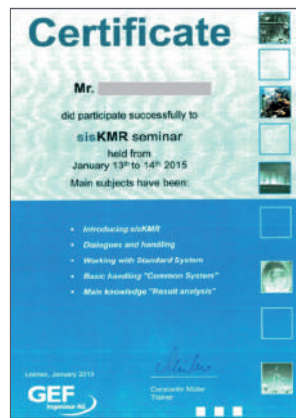 Certificate
Mr.
did participate successfully to
sisKMR seminar
held from
January 13th to 14th 2015
Main subjects have been:
• Introducing sisKMR
• Dialogues and handling
• Working with Standard System
• Basic handling "Common System"
• Main knowledge "Result analysis"
Leimen, January 2015
GEF
Ingenieur AG
Constantin Müller
Trainer